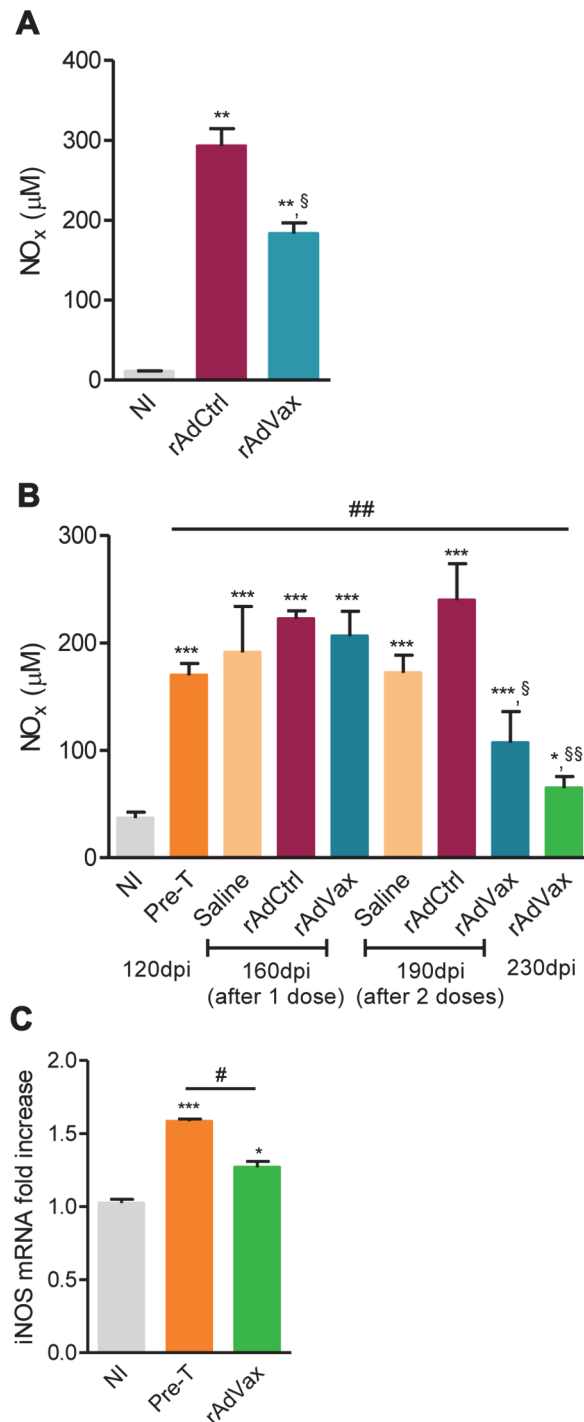 A
400
300
200
100
0
NOx (µM)
**
**,§
NI
rAdCtrl
rAdVax
B
##
300
200
100
0
NOx (µM)
***
***
***
***
***
***
***,§
*,§§
NI
Pre-T
Saline
rAdCtrl
rAdVax
Saline
rAdCtrl
rAdVax
rAdVax
120dpi
160dpi
190dpi
230dpi
(after 1 dose)
(after 2 doses)
C
2.0
1.5
1.0
0.5
0.0
iNOS mRNA fold increase
#
***
*
NI
Pre-T
rAdVax